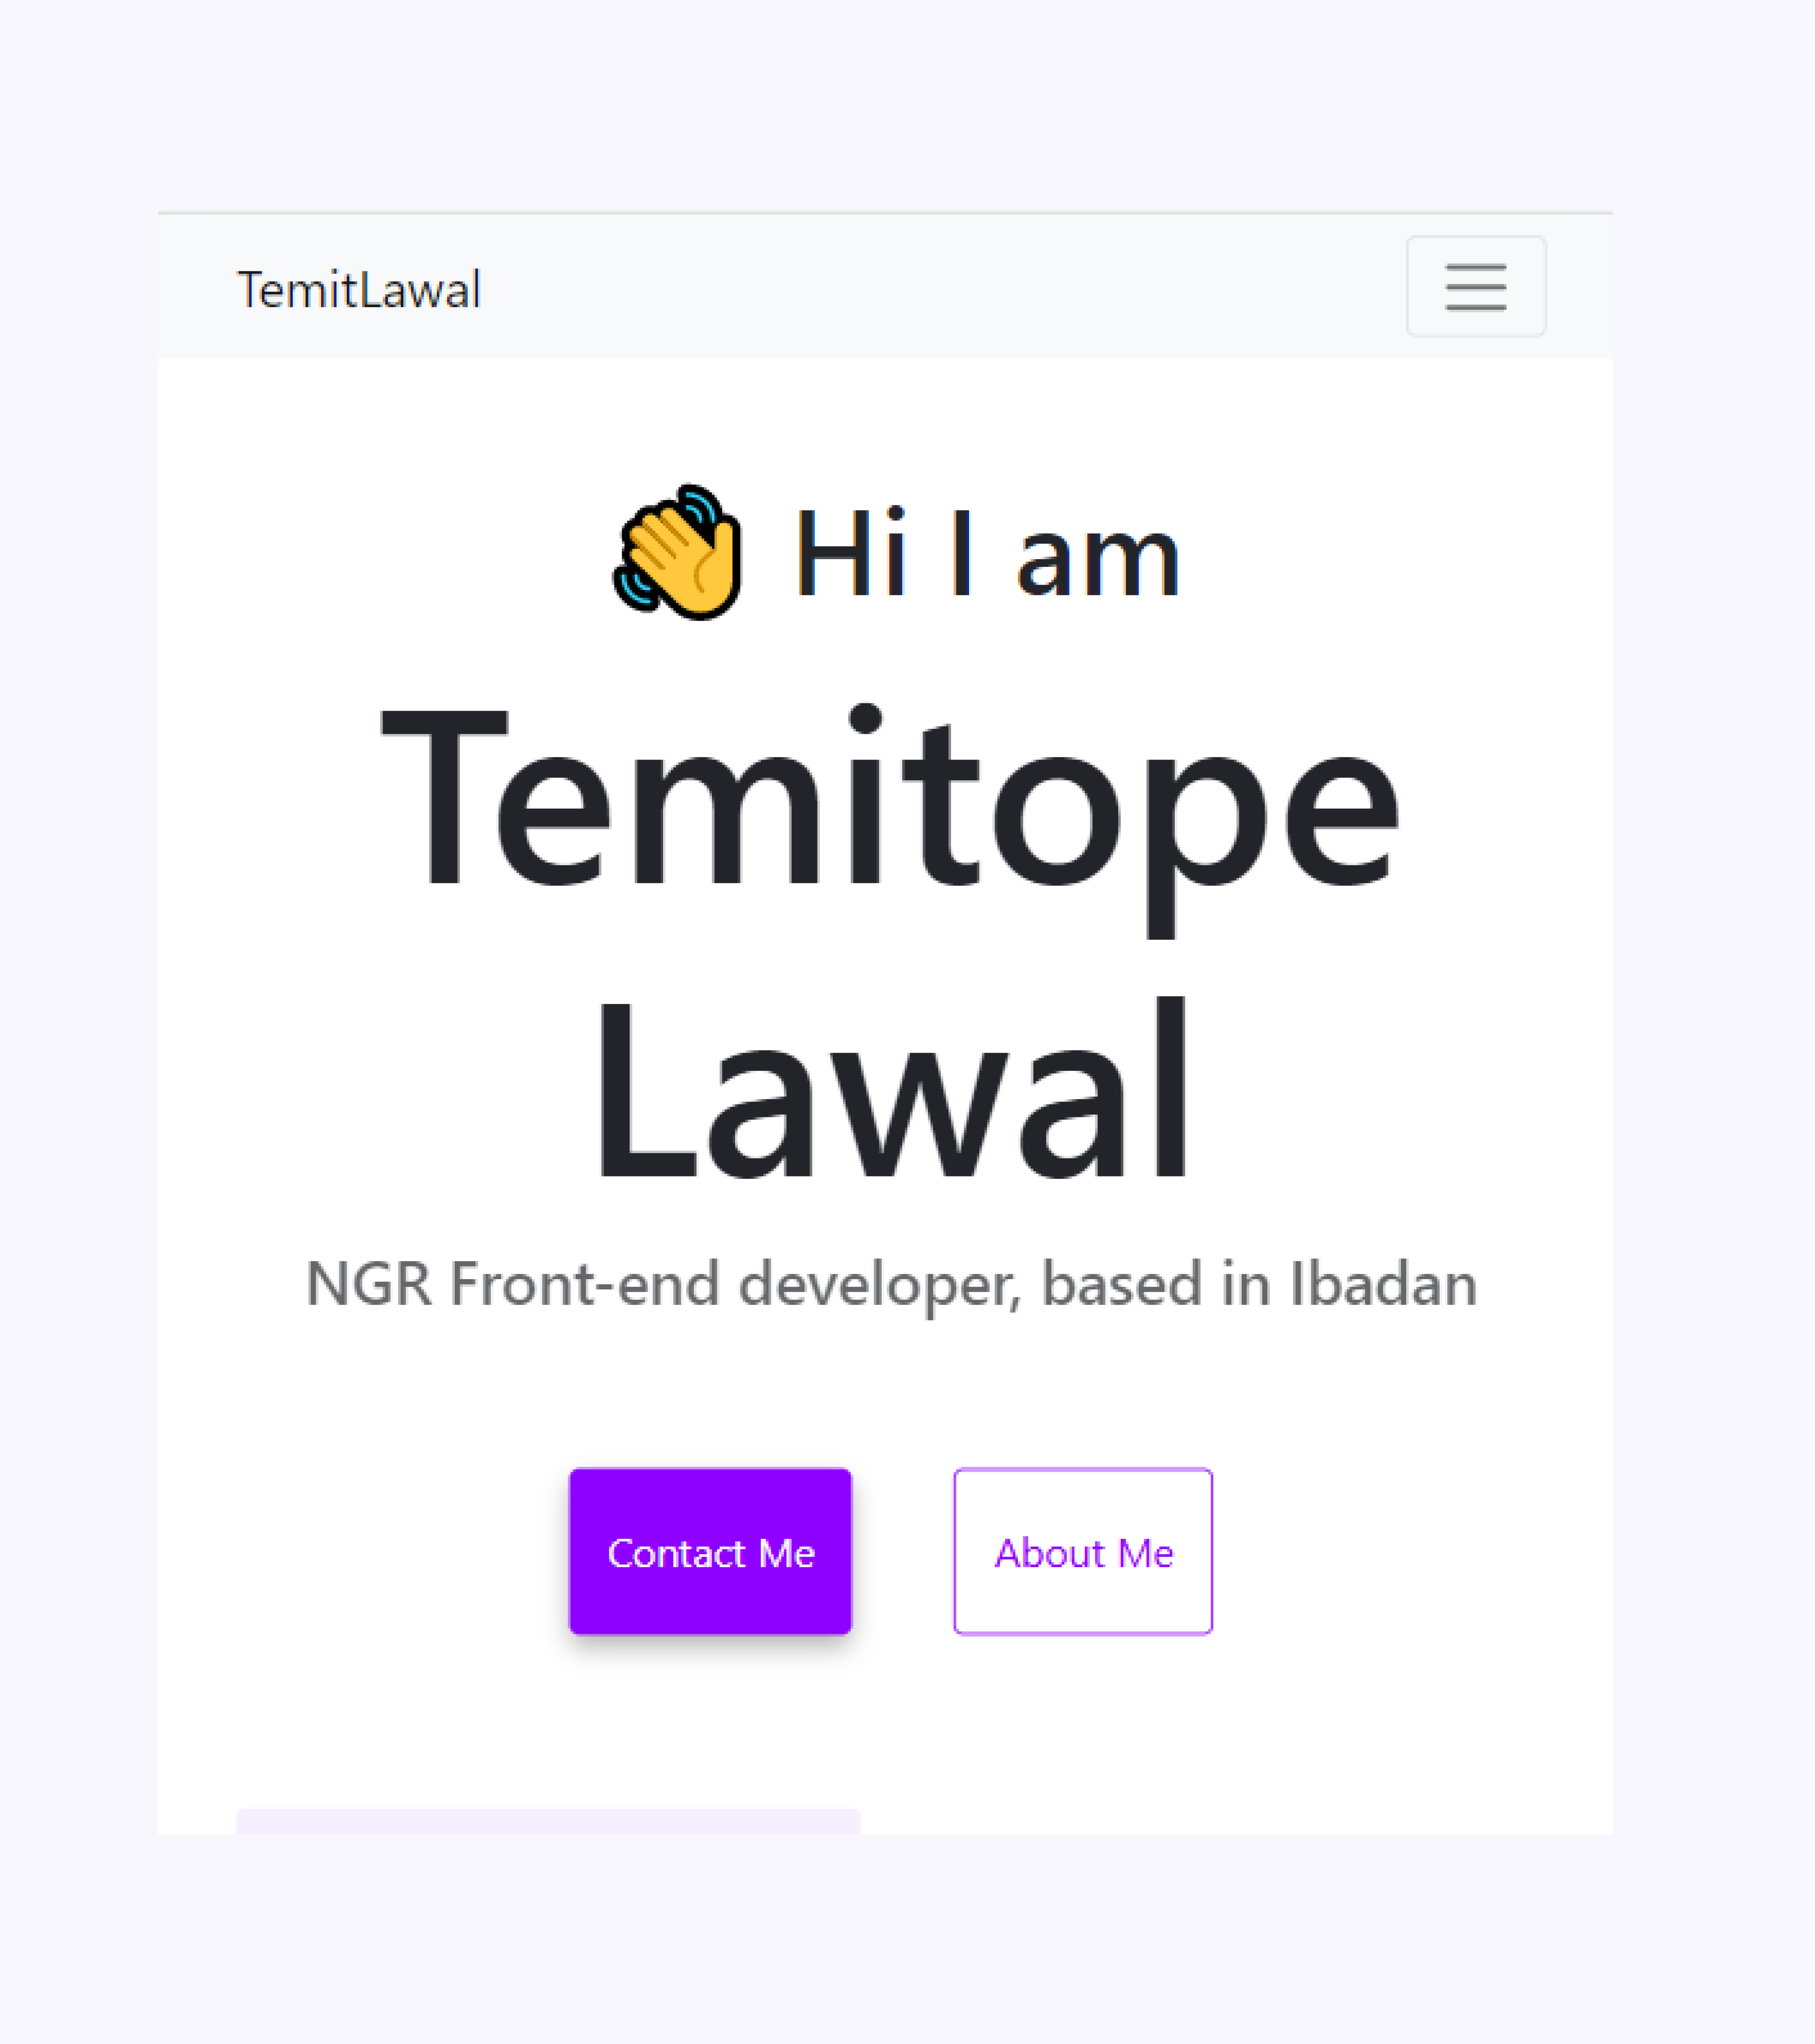 TemitLawal
👋 Hi I am
Temitope
Lawal
NGR Front-end developer, based in Ibadan
Contact Me
About Me